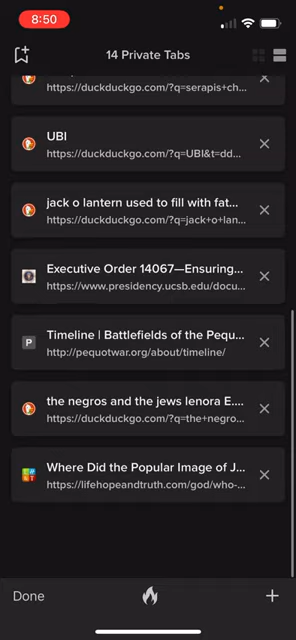 8:50
14 Private Tabs
https://duckduckgo.com/?q=serapis+ch...
UBI
https://duckduckgo.com/?q=UBI&t=dd...
jack o lantern used to fill with fat...
https://duckduckgo.com/?q=jack+o+lan...
Executive Order 14067—Ensuring...
https://www.presidency.ucsb.edu/docu...
P
Timeline | Battlefields of the Pequ...
http://pequotwar.org/about/timeline/
the negros and the jews lenora E....
https://duckduckgo.com/?q=the+negro...
Where Did the Popular Image of J...
https://lifehopeandtruth.com/god/who-...
Done